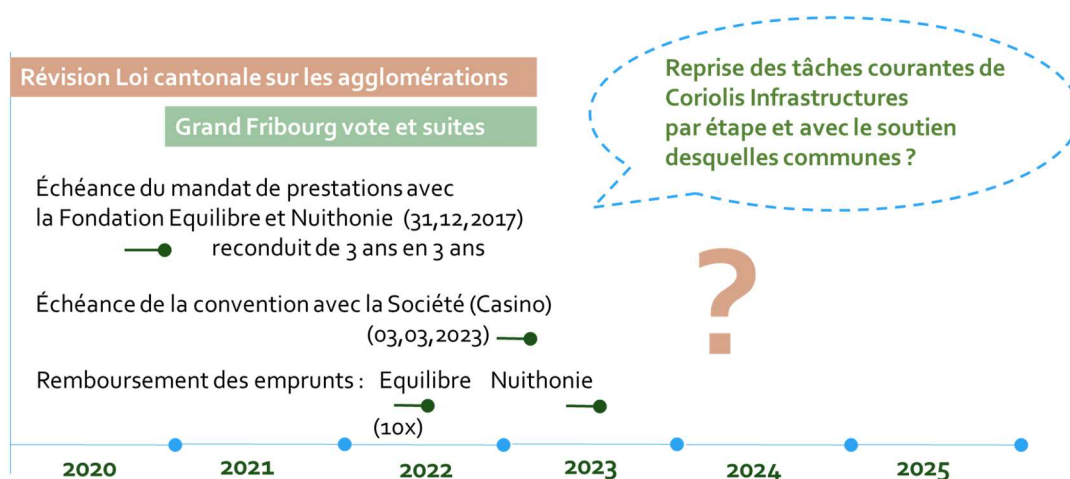 Révision Loi cantonale sur les agglomérations
Grand Fribourg vote et suites
Reprise des tâches courantes de
Coriolis Infrastructures
par étape et avec le soutien
desquelles communes ?
Échéance du mandat de prestations avec
la Fondation Equilibre et Nuithonie (31,12,2017)
reconduit de 3 ans en 3 ans
?
Échéance de la convention avec la Société (Casino)
(03,03,2023)
Remboursement des emprunts : Equilibre Nuithonie
(10x)
2020 2021 2022 2023 2024 2025